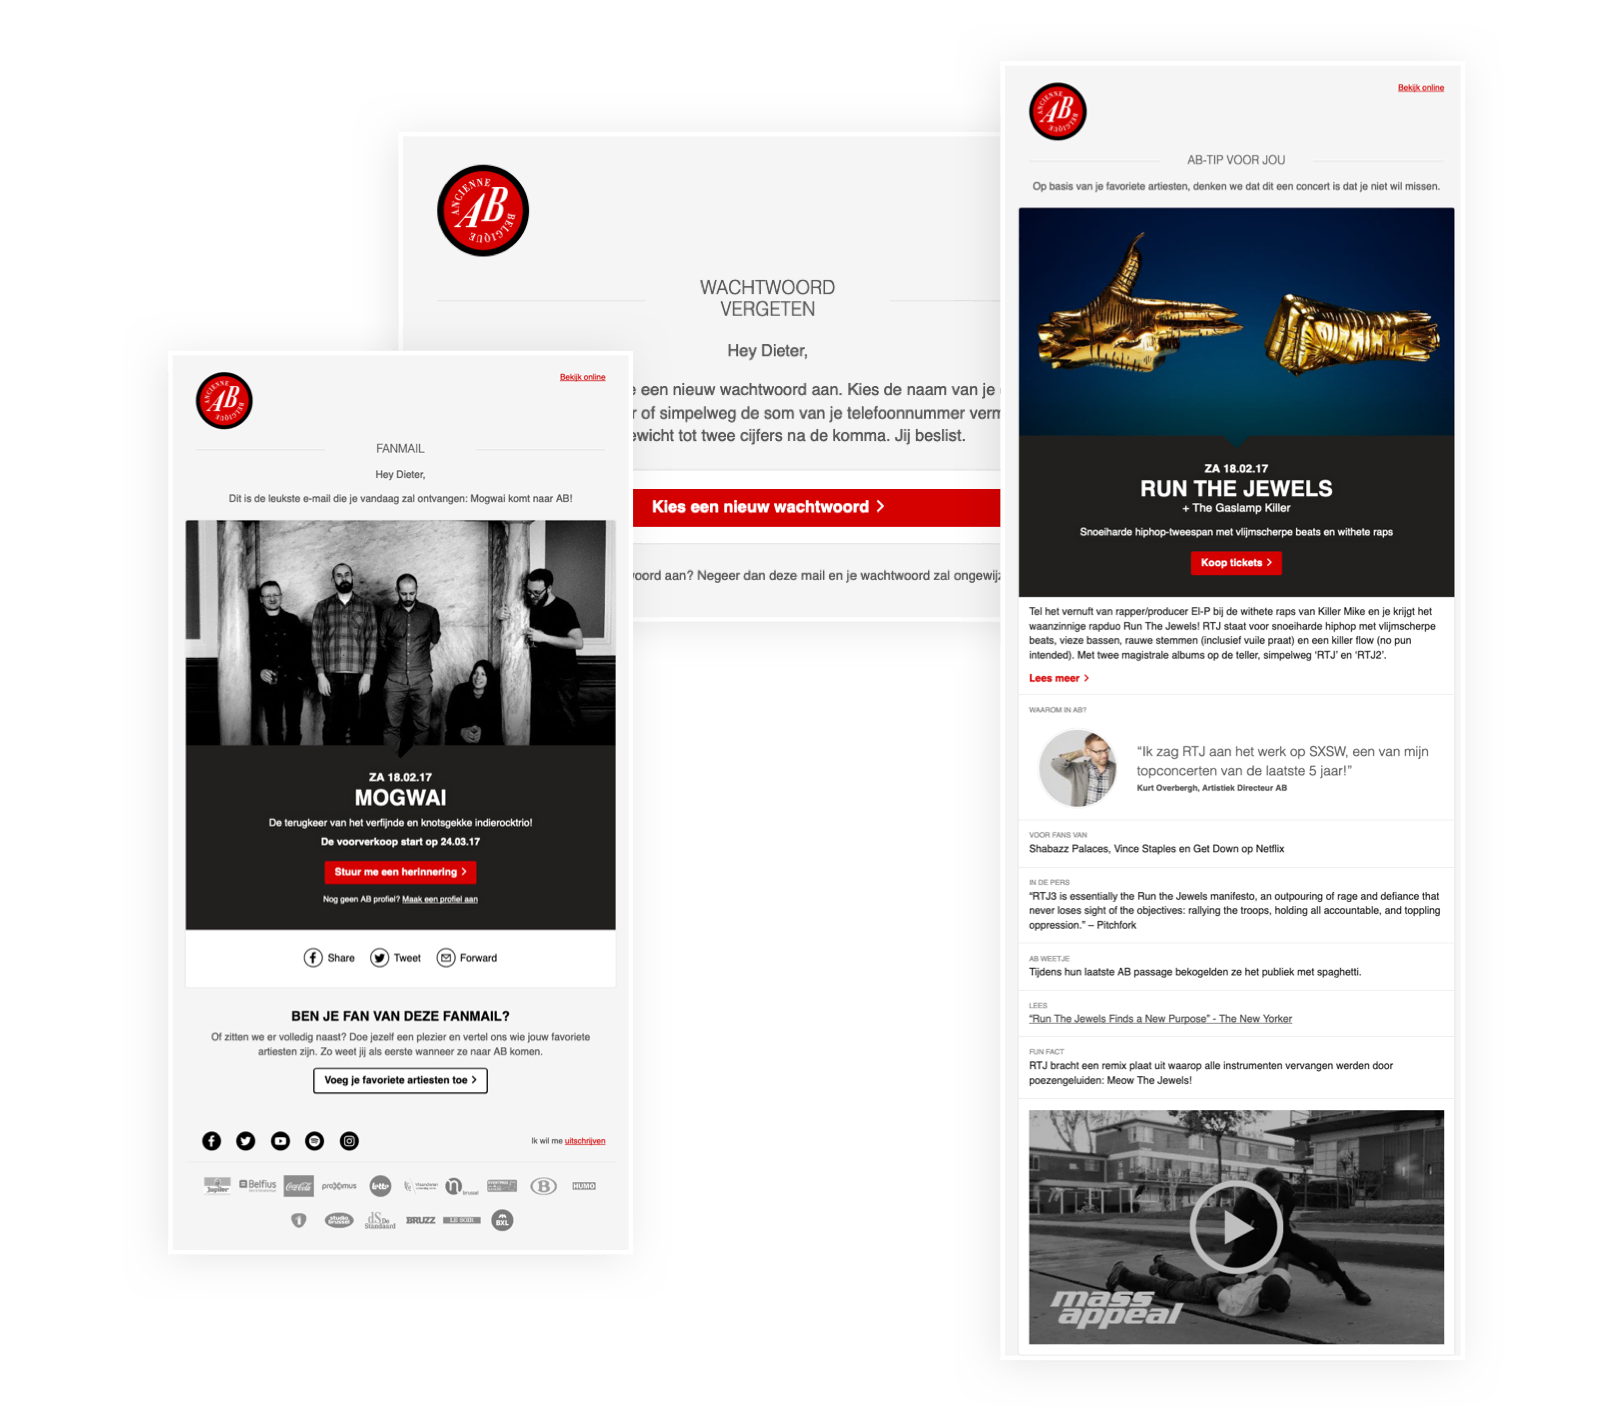 ANCIENNE BELGIQUE
AB
Bekijk online
FANMAIL
Hey Dieter,
Dit is de leukste e-mail die je vandaag zal ontvangen: Mogwai komt naar AB!
ZA 18.02.17
MOGWAI
De terugkeer van het verfijnde en knotsgekke indierocktrio!
De voorverkoop start op 24.03.17
Stuur me een herinnering >
Nog geen AB profiel? Maak een profiel aan
Share Tweet Forward
BEN JE FAN VAN DEZE FANMAIL?
Of zitten we er volledig naast? Doe jezelf een plezier en vertel ons wie jouw favoriete
artiesten zijn. Zo weet jij als eerste wanneer ze naar AB komen.
Voeg je favoriete artiesten toe >
Ik wil me uitschrijven
Jupiler Belfius Coca-Cola proximus lotto Vlaanderen n brussel B HUMO
1 studio brussel dS De Standaard BRUZZ LE SOIR BXL
ANCIENNE BELGIQUE
AB
WACHTWOORD
VERGETEN
Hey Dieter,
e een nieuw wachtwoord aan. Kies de naam van je
r of simpelweg de som van je telefoonnummer verm
ewicht tot twee cijfers na de komma. Jij beslist.
Kies een nieuw wachtwoord >
woord aan? Negeer dan deze mail en je wachtwoord zal ongewijz
ANCIENNE BELGIQUE
AB
Bekijk online
AB-TIP VOOR JOU
Op basis van je favoriete artiesten, denken we dat dit een concert is dat je niet wil missen.
ZA 18.02.17
RUN THE JEWELS
+ The Gaslamp Killer
Snoeiharde hiphop-tweespan met vlijmscherpe beats en withete raps
Koop tickets >
Tel het vernuft van rapper/producer El-P bij de withete raps van Killer Mike en je krijgt het
waanzinnige rapduo Run The Jewels! RTJ staat voor snoeiharde hiphop met vlijmscherpe
beats, vieze bassen, rauwe stemmen (inclusief vuile praat) en een killer flow (no pun
intended). Met twee magistrale albums op de teller, simpelweg ‘RTJ’ en ‘RTJ2’.
Lees meer >
WAAROM IN AB?
“Ik zag RTJ aan het werk op SXSW, een van mijn
topconcerten van de laatste 5 jaar!”
Kurt Overbergh, Artistiek Directeur AB
VOOR FANS VAN
Shabazz Palaces, Vince Staples en Get Down op Netflix
IN DE PERS
“RTJ3 is essentially the Run the Jewels manifesto, an outpouring of rage and defiance that
never loses sight of the objectives: rallying the troops, holding all accountable, and toppling
oppression.” – Pitchfork
AB WEETJE
Tijdens hun laatste AB passage bekogelden ze het publiek met spaghetti.
LEES
“Run The Jewels Finds a New Purpose” - The New Yorker
FUN FACT
RTJ bracht een remix plaat uit waarop alle instrumenten vervangen werden door
poezengeluiden: Meow The Jewels!
mass
appeal